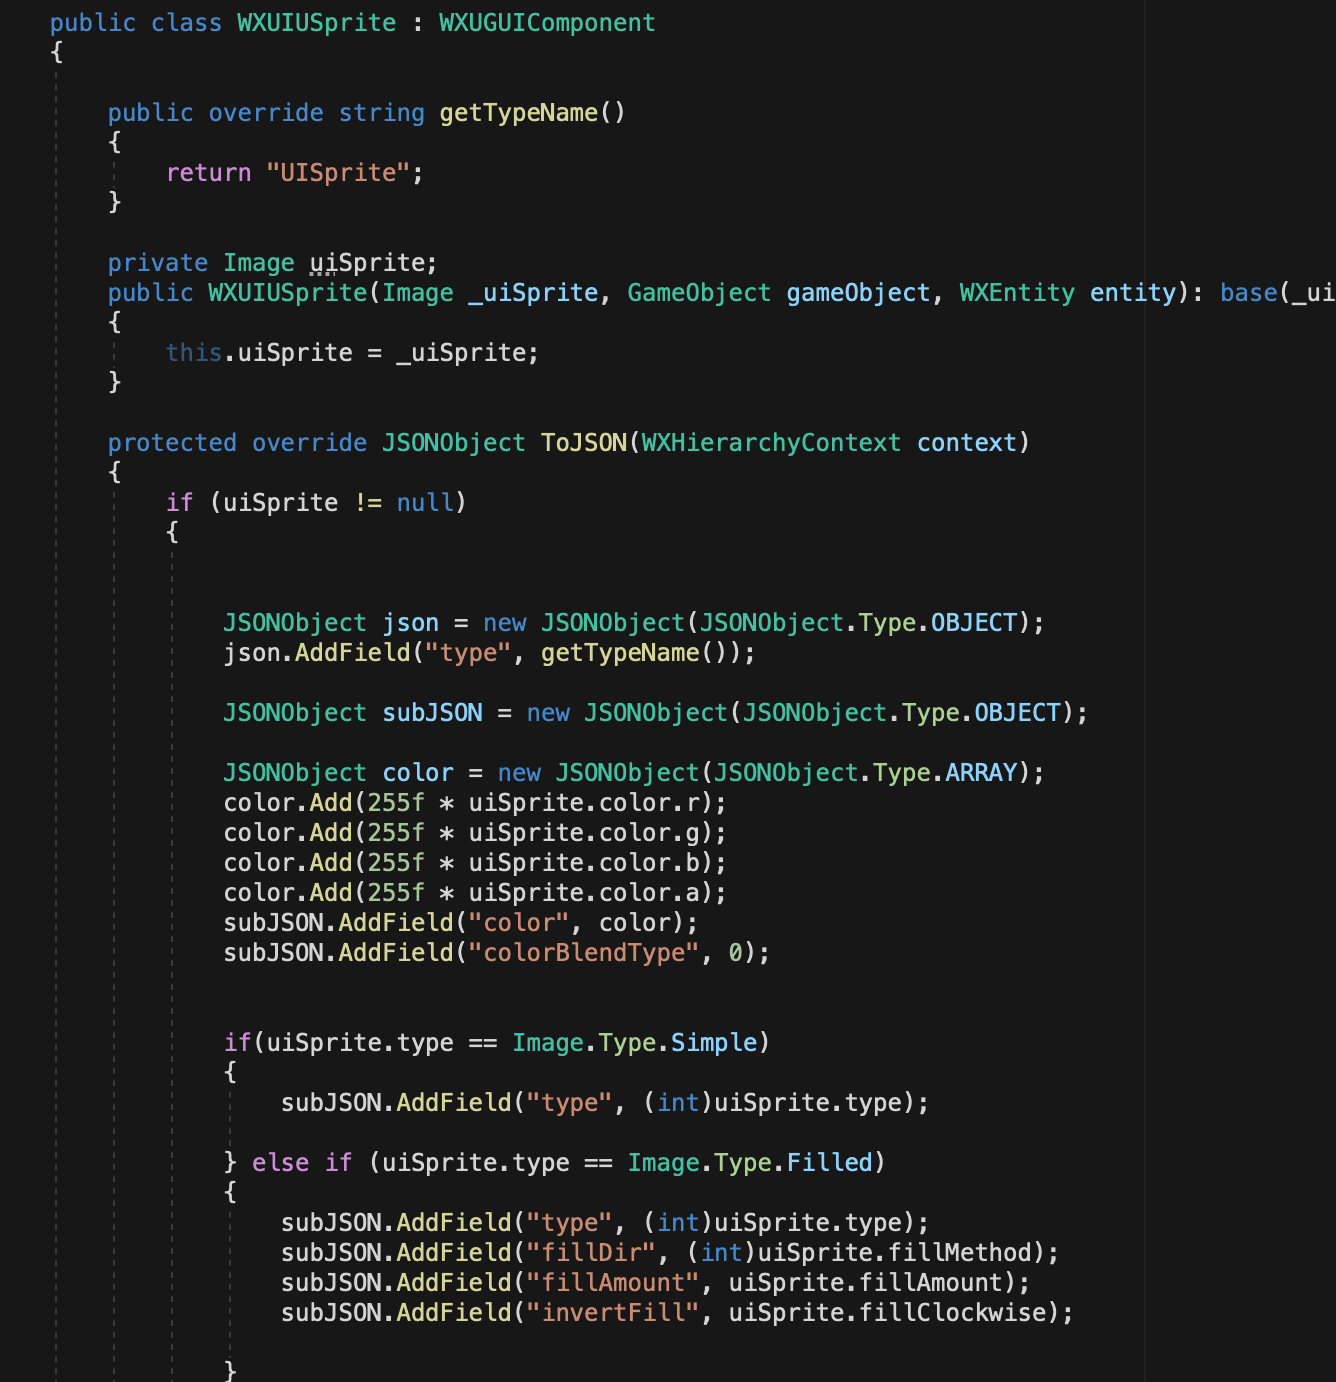 public class WXUIUSprite : WXUGUIComponent
{
public override string getTypeName()
{
return "UISprite";
}
private Image uiSprite;
public WXUIUSprite(Image _uiSprite, GameObject gameObject, WXEntity entity): base(_ui
{
this.uiSprite = _uiSprite;
}
protected override JSONObject ToJSON(WXHierarchyContext context)
{
if (uiSprite != null)
{
JSONObject json = new JSONObject(JSONObject.Type.OBJECT);
json.AddField("type", getTypeName());
JSONObject subJSON = new JSONObject(JSONObject.Type.OBJECT);
JSONObject color = new JSONObject(JSONObject.Type.ARRAY);
color.Add(255f * uiSprite.color.r);
color.Add(255f * uiSprite.color.g);
color.Add(255f * uiSprite.color.b);
color.Add(255f * uiSprite.color.a);
subJSON.AddField("color", color);
subJSON.AddField("colorBlendType", 0);
if(uiSprite.type == Image.Type.Simple)
{
subJSON.AddField("type", (int)uiSprite.type);
} else if (uiSprite.type == Image.Type.Filled)
{
subJSON.AddField("type", (int)uiSprite.type);
subJSON.AddField("fillDir", (int)uiSprite.fillMethod);
subJSON.AddField("fillAmount", uiSprite.fillAmount);
subJSON.AddField("invertFill", uiSprite.fillClockwise);
}